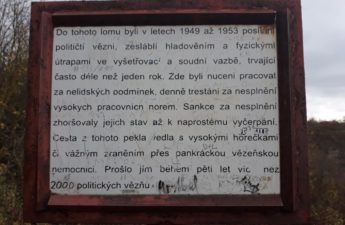 Do tohoto lomu byli v letech 1949 až 1953 posíláni
političtí vězni, zesláblí hladověním a fyzickými
útrapami ve vyšetřovací a soudní vazbě, trvající
často déle než jeden rok. Zde byli nuceni pracovat
za nelidských podmínek, denně trestáni za nesplnění
vysokých pracovních norem. Sankce za nesplnění
zhoršovaly jejich stav až k naprostému vyčerpání.
Cesta z tohoto pekla vedla s vysokými horečkami
či vážným zraněním přes pankráckou vězeňskou
nemocnici. Prošlo jím během pěti let víc než
2000 politických vězňů